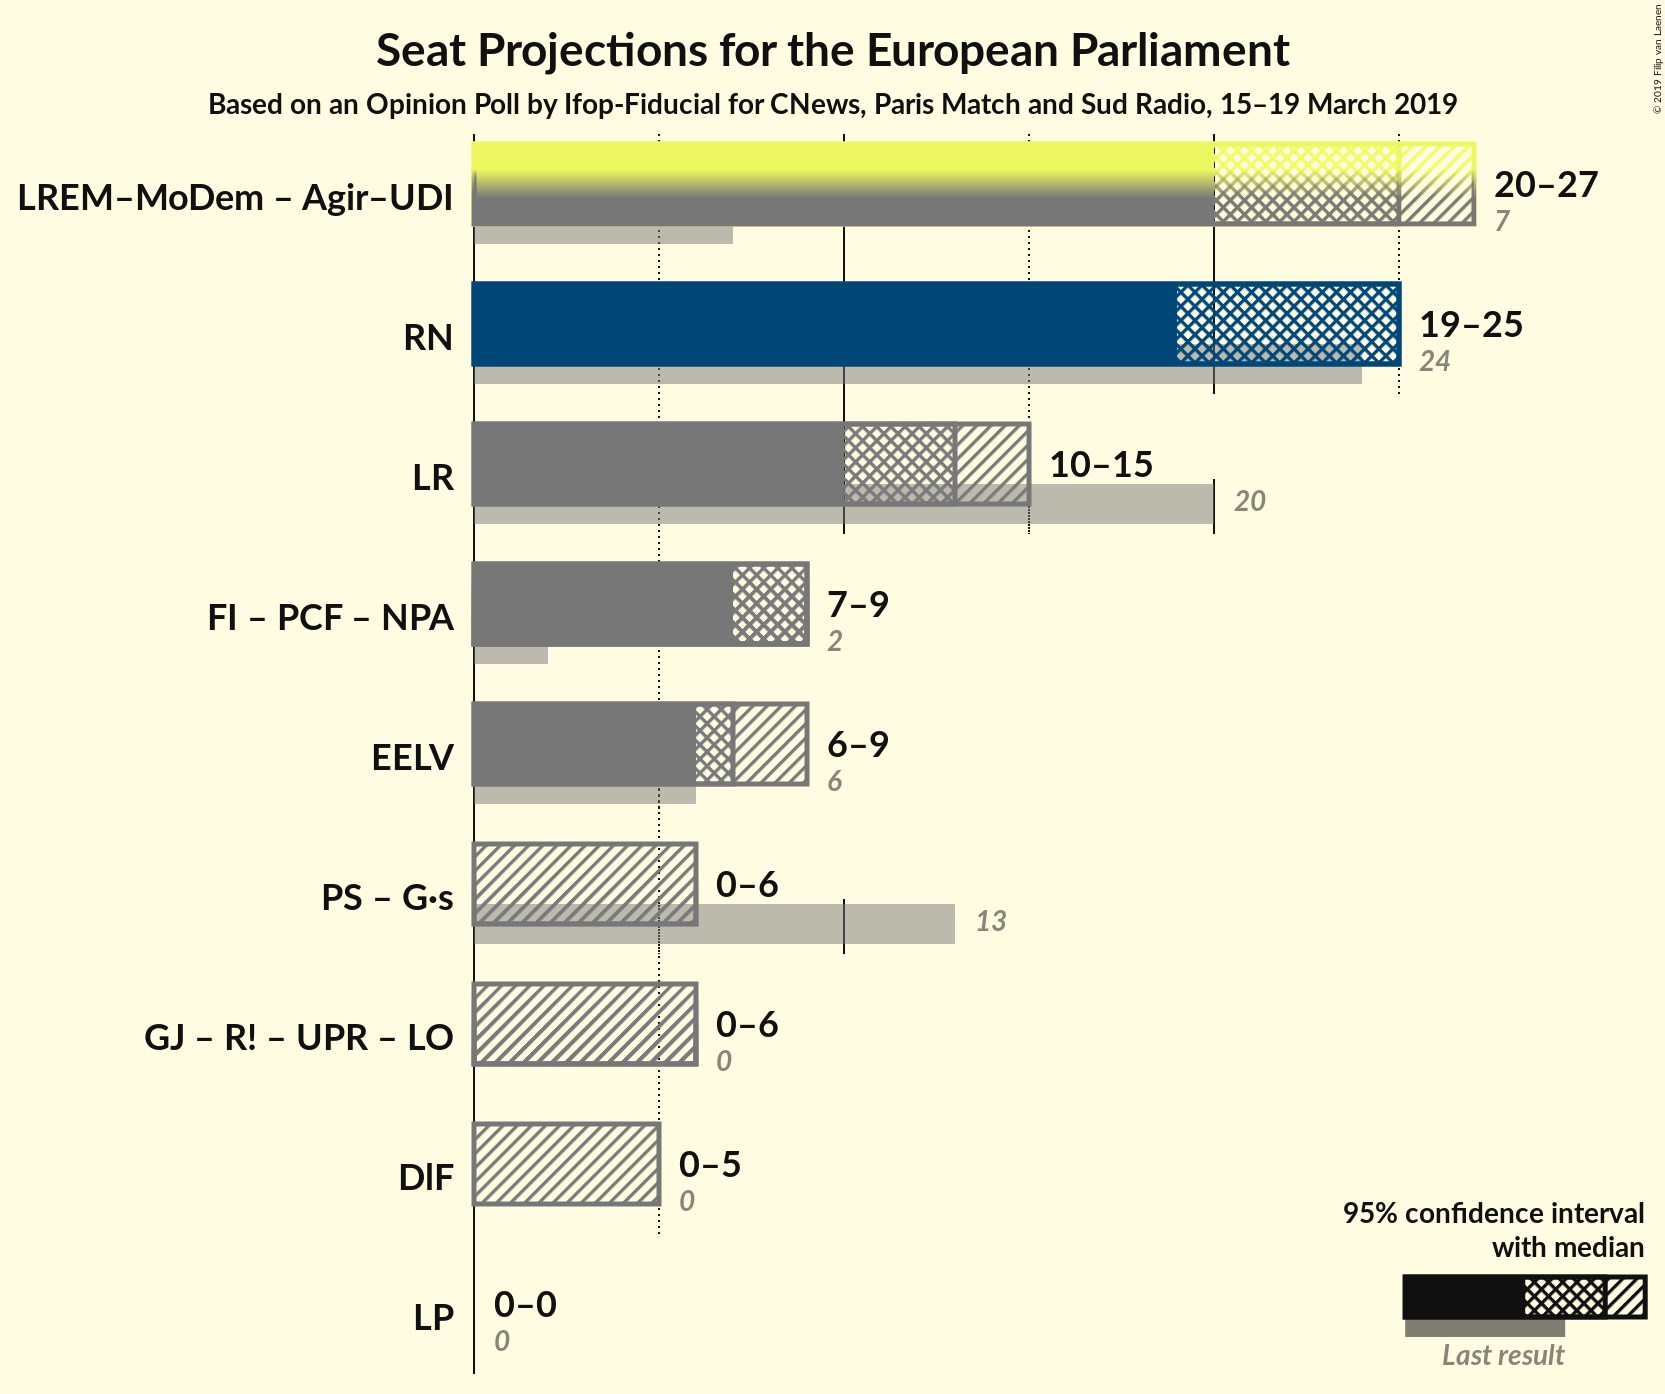 Seat Projections for the European Parliament
Based on an Opinion Poll by Ifop-Fiducial for CNews, Paris Match and Sud Radio, 15–19 March 2019
© 2019 Filip van Laenen
LREM–MoDem – Agir–UDI
20–27
7
RN
19–25
24
LR
10–15
20
FI – PCF – NPA
7–9
2
EELV
6–9
6
PS – G·s
0–6
13
GJ – R! – UPR – LO
0–6
0
DlF
0–5
0
LP
0–0
0
95% confidence interval
with median
Last result